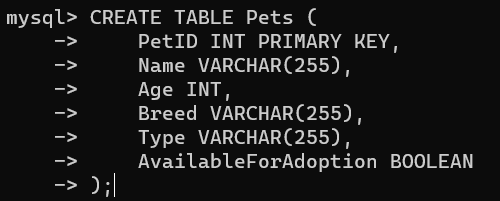 mysql> CREATE TABLE Pets (
    ->     PetID INT PRIMARY KEY,
    ->     Name VARCHAR(255),
    ->     Age INT,
    ->     Breed VARCHAR(255),
    ->     Type VARCHAR(255),
    ->     AvailableForAdoption BOOLEAN
    -> );